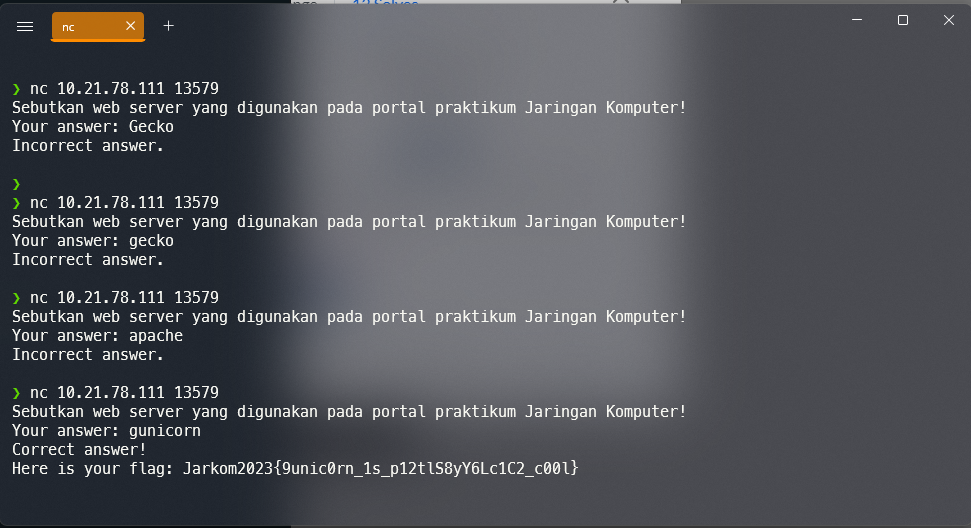 12 Solves
nc
❯ nc 10.21.78.111 13579
Sebutkan web server yang digunakan pada portal praktikum Jaringan Komputer!
Your answer: Gecko
Incorrect answer.
❯
❯ nc 10.21.78.111 13579
Sebutkan web server yang digunakan pada portal praktikum Jaringan Komputer!
Your answer: gecko
Incorrect answer.
❯ nc 10.21.78.111 13579
Sebutkan web server yang digunakan pada portal praktikum Jaringan Komputer!
Your answer: apache
Incorrect answer.
❯ nc 10.21.78.111 13579
Sebutkan web server yang digunakan pada portal praktikum Jaringan Komputer!
Your answer: gunicorn
Correct answer!
Here is your flag: Jarkom2023{9unic0rn_1s_p12tlS8yY6Lc1C2_c00l}